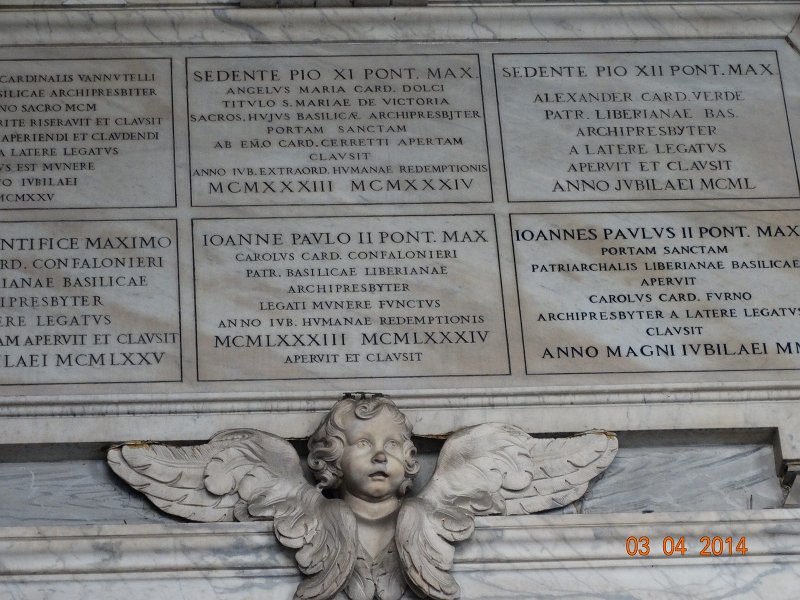 CARDINALIS VANNVTELLI
BASILICAE ARCHIPRESBITER
NO SACRO MCM
RITE RISERAVIT ET CLAVSIT
APERIENDI ET CLAVDENDI
A LATERE LEGATVS
VS EST MVNERE
NO IVBILAEI
MCMXXV
SEDENTE PIO XI PONT. MAX.
ANGELVS MARIA CARD. DOLCI
TITVLO S. MARIAE DE VICTORIA
SACROS. HVJVS BASILICÆ ARCHIPRESBJTER
PORTAM SANCTAM
AB EMO CARD. CERRETTI APERTAM
CLAVSIT
ANNO IVB. EXTRAORD. HVMANAE REDEMPTIONIS
MCMXXXIII MCMXXXIV
SEDENTE PIO XII PONT. MAX.
ALEXANDER CARD. VERDE
PATR. LIBERIANAE BAS.
ARCHIPRESBYTER
A LATERE LEGATVS
APERVIT ET CLAVSIT
ANNO JVBILAEI MCML
NTIFICE MAXIMO
RD. CONFALONIERI
IANAE BASILICAE
IPRESBYTER
ERE LEGATVS
AM APERVIT ET CLAVSIT
LAEI MCMLXXV
IOANNE PAVLO II PONT. MAX.
CAROLVS CARD. CONFALONIERI
PATR. BASILICAE LIBERIANAE
ARCHIPRESBYTER
LEGATI MVNERE FVNCTVS
ANNO IVB. HVMANAE REDEMPTIONIS
MCMLXXXIII MCMLXXXIV
APERVIT ET CLAVSIT
IOANNES PAVLVS II PONT. MAX.
PORTAM SANCTAM
PATRIARCHALIS LIBERIANAE BASILICAE
APERVIT
CAROLVS CARD. FVRNO
ARCHIPRESBYTER A LATERE LEGATVS
CLAVSIT
ANNO MAGNI IVBILAEI MM
03 04 2014